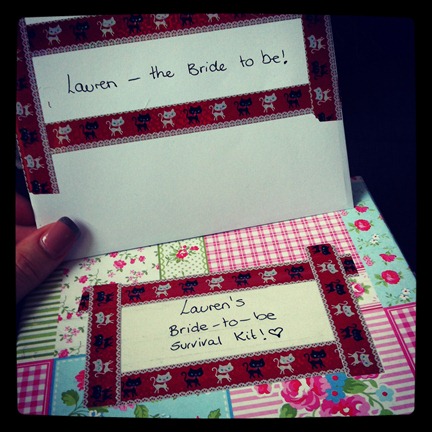 Lauren – the Bride to be!
Lauren's
Bride-to-be
Survival Kit! ♡